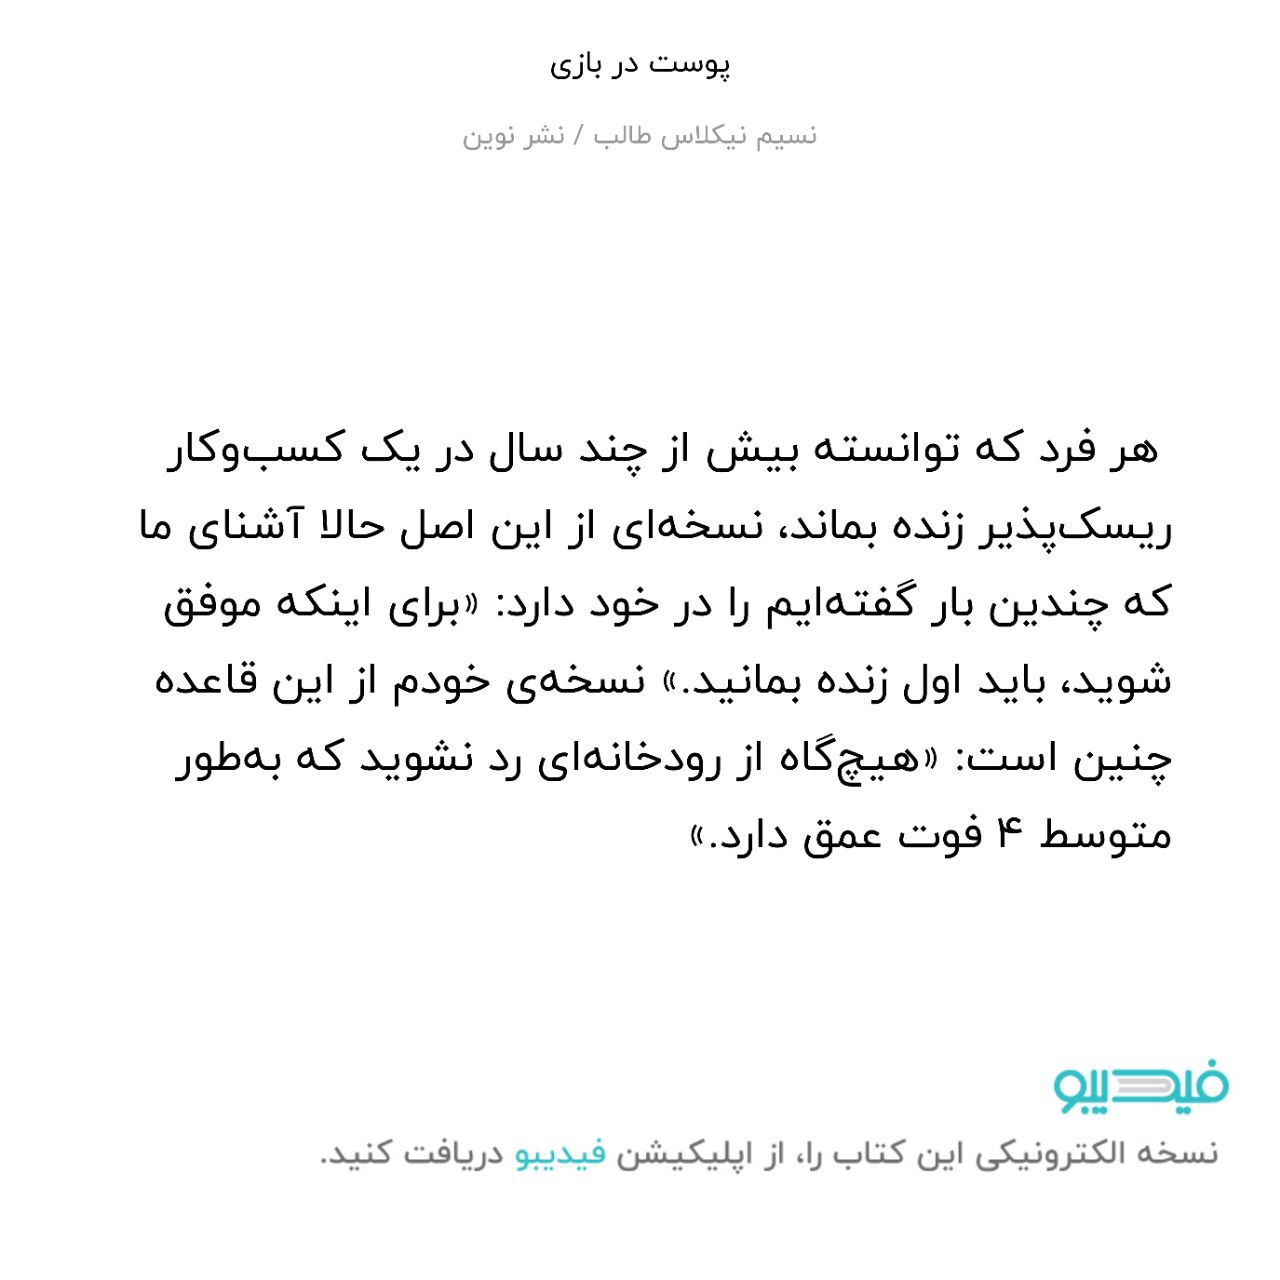 پوست در بازی
نسیم نیکلاس طالب / نشر نوین
هر فرد که توانسته بیش از چند سال در یک کسب‌وکار
ریسک‌پذیر زنده بماند، نسخه‌ای از این اصل حالا آشنای ما
که چندین بار گفته‌ایم را در خود دارد: «برای اینکه موفق
شوید، باید اول زنده بمانید.» نسخه‌ی خودم از این قاعده
چنین است: «هیچ‌گاه از رودخانه‌ای رد نشوید که به‌طور
متوسط ۴ فوت عمق دارد.»
فیدیبو
نسخه الکترونیکی این کتاب را، از اپلیکیشن فیدیبو دریافت کنید.